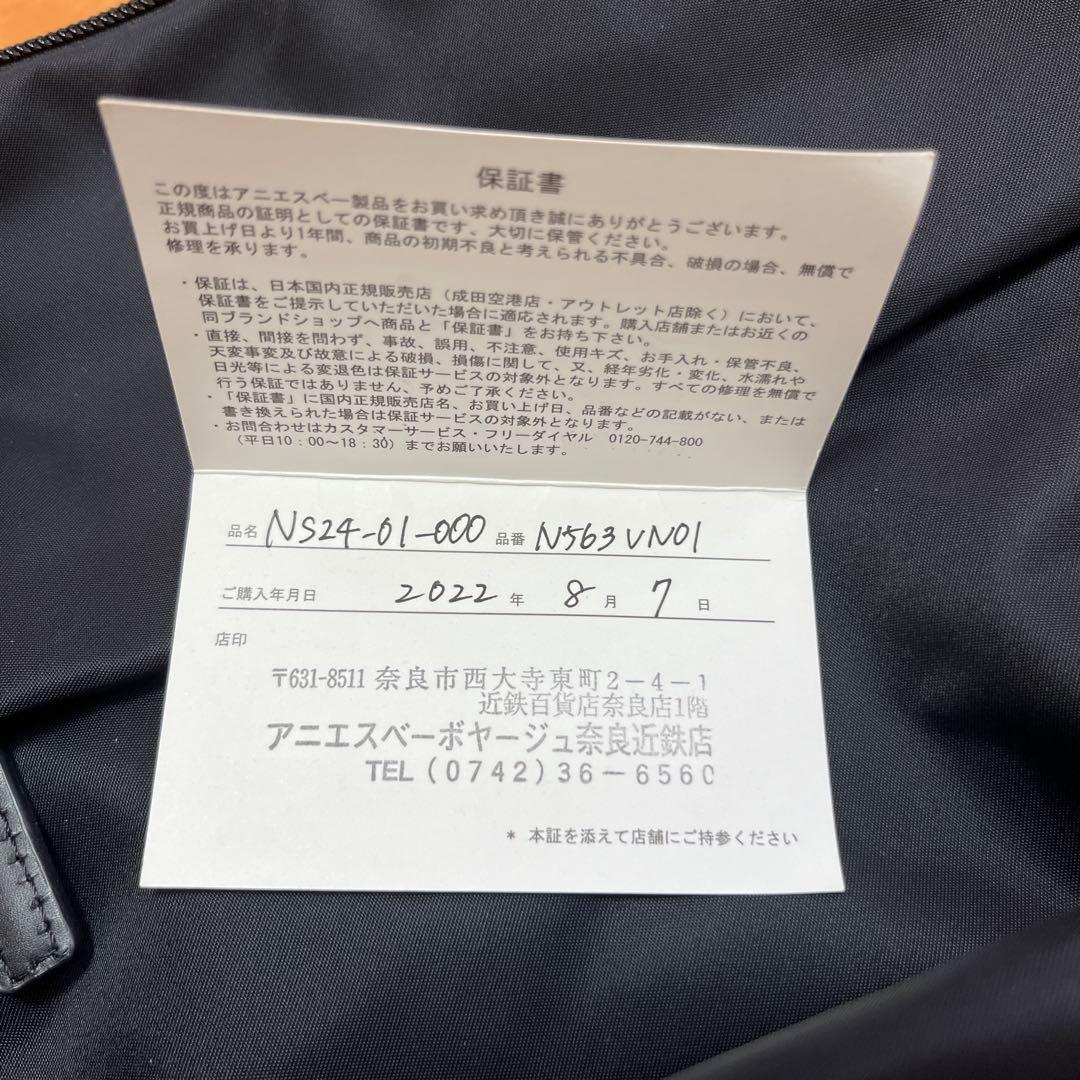 保証書
この度はアニエスベー製品をお買い求め頂き誠にありがとうございます。
正規商品の証明としての保証書です、大切に保管ください。
お買上げ日より1年間、商品の初期不良と考えられる不具合、破損の場合、無償で
修理を承ります。
・保証は、日本国内正規販売店（成田空港店・アウトレット店除く）において、
保証書をご提示していただいた場合に適応されます。購入店舗またはお近くの
同ブランドショップへ商品と「保証書」をお持ち下さい。
・直接、間接を問わず、事故、誤用、不注意、使用キズ、お手入れ・保管不良、
天変事変及び故意による破損、損傷に関して、又、経年劣化・変化、水濡れや
日光等による変退色は保証サービスの対象外となります。すべての修理を無償で
行う保証ではありません、予めご了承ください。
・「保証書」に国内正規販売店名、お買い上げ日、品番などの記載がない、または
書き換えられた場合は保証サービスの対象外となります。
・お問合わせはカスタマーサービス・フリーダイヤル 0120-744-800
（平日10：00〜18：30）までお願いいたします。
品名 NS24-01-000 品番 N563VN01
ご購入年月日 2022 年 8 月 7 日
店印
〒631-8511 奈良市西大寺東町2－4－1
近鉄百貨店奈良店1階
アニエスベーボヤージュ奈良近鉄店
TEL（0742）36－6560
* 本証を添えて店舗にご持参ください